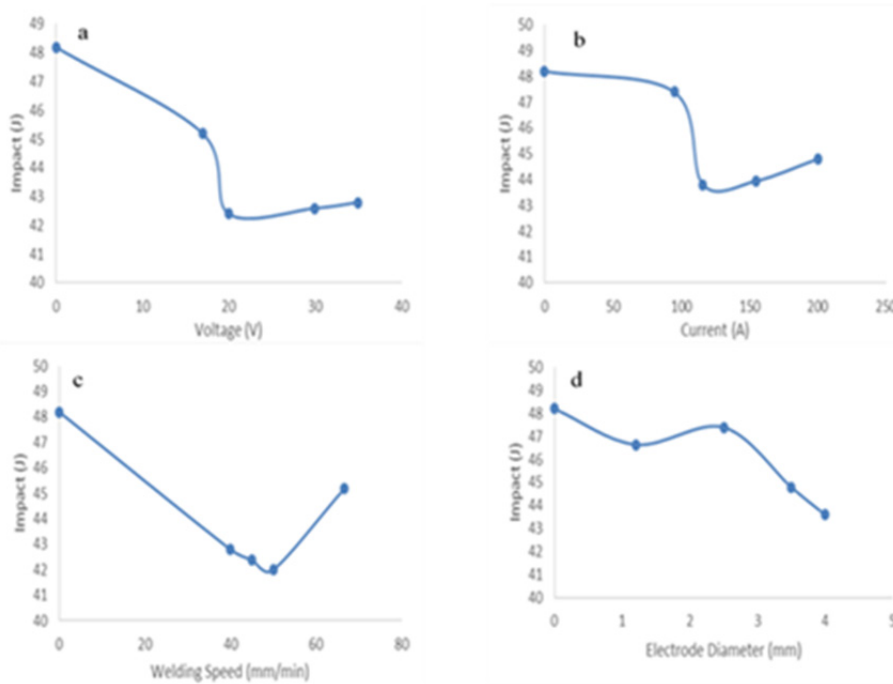 a
Impact (J)
49
48
47
46
45
44
43
42
41
40
0 10 20 30 40
Voltage (V)
b
Impact (J)
50
49
48
47
46
45
44
43
42
41
40
0 50 100 150 200 250
Current (A)
c
Impact (J)
50
49
48
47
46
45
44
43
42
41
40
0 20 40 60 80
Welding Speed (mm/min)
d
Impact (J)
50
49
48
47
46
45
44
43
42
41
40
0 1 2 3 4 5
Electrode Diameter (mm)